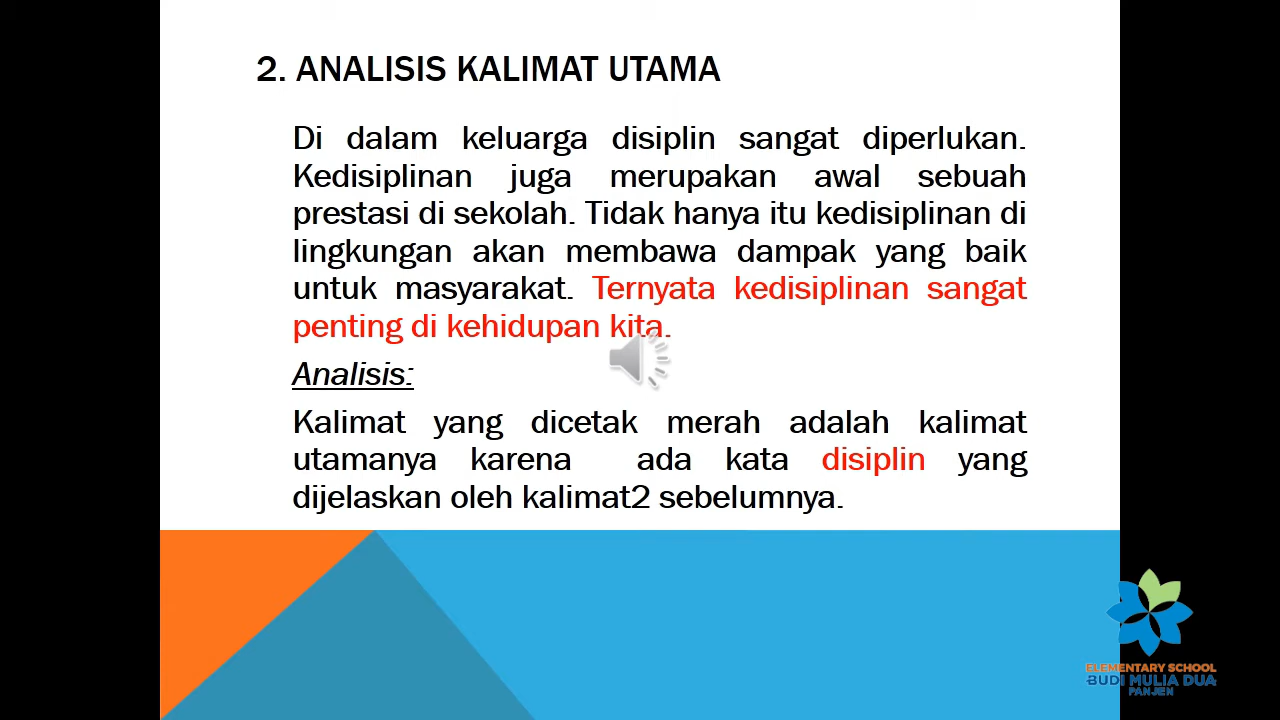 2. ANALISIS KALIMAT UTAMA
Di dalam keluarga disiplin sangat diperlukan.
Kedisiplinan juga merupakan awal sebuah
prestasi di sekolah. Tidak hanya itu kedisiplinan di
lingkungan akan membawa dampak yang baik
untuk masyarakat. Ternyata kedisiplinan sangat
penting di kehidupan kita.
Analisis:
Kalimat yang dicetak merah adalah kalimat
utamanya karena ada kata disiplin yang
dijelaskan oleh kalimat2 sebelumnya.
ELEMENTARY SCHOOL
BUDI MULIA DUA
PANJEN